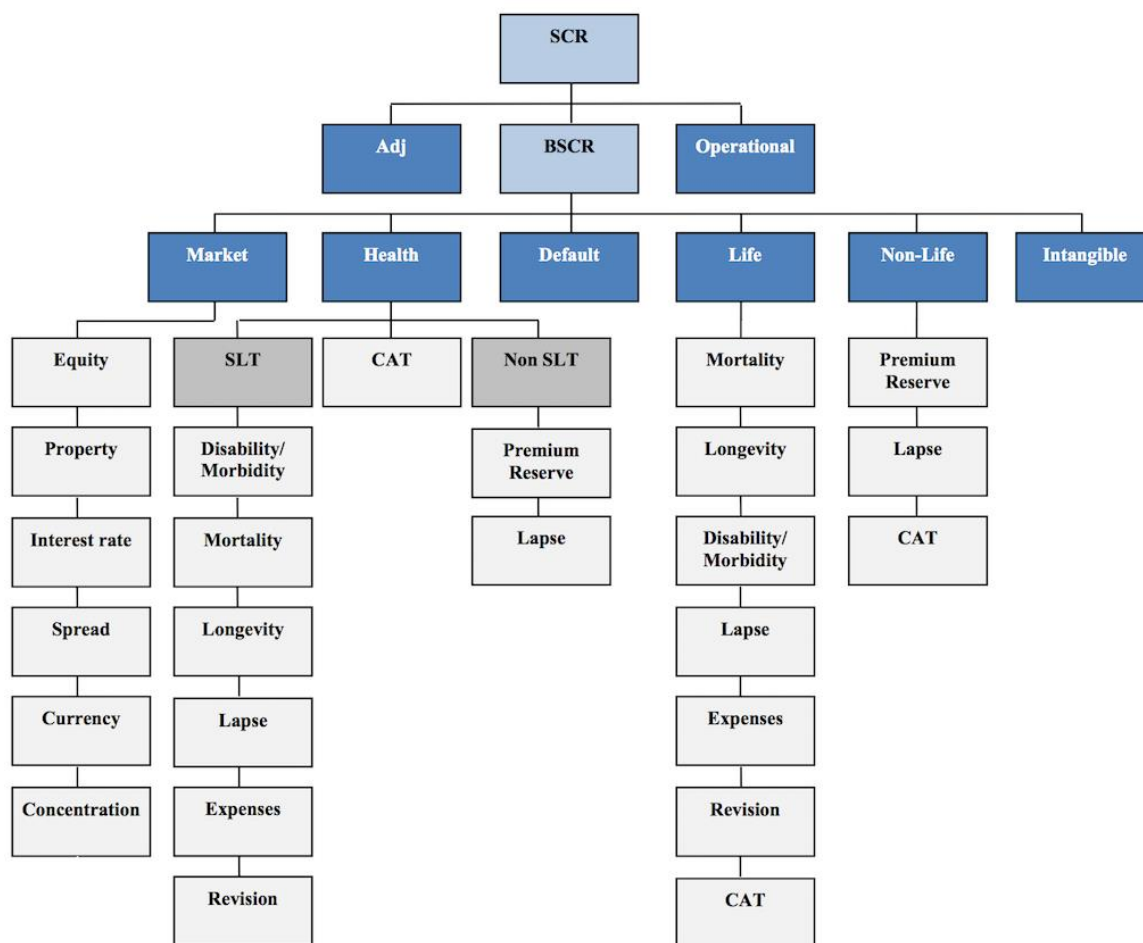 SCR
Adj
BSCR
Operational
Market
Health
Default
Life
Non-Life
Intangible
Equity
SLT
CAT
Non SLT
Mortality
Premium
Reserve
Property
Disability/
Morbidity
Premium
Reserve
Longevity
Lapse
Interest rate
Mortality
Lapse
Disability/
Morbidity
CAT
Spread
Longevity
Lapse
Currency
Lapse
Expenses
Concentration
Expenses
Revision
Revision
CAT